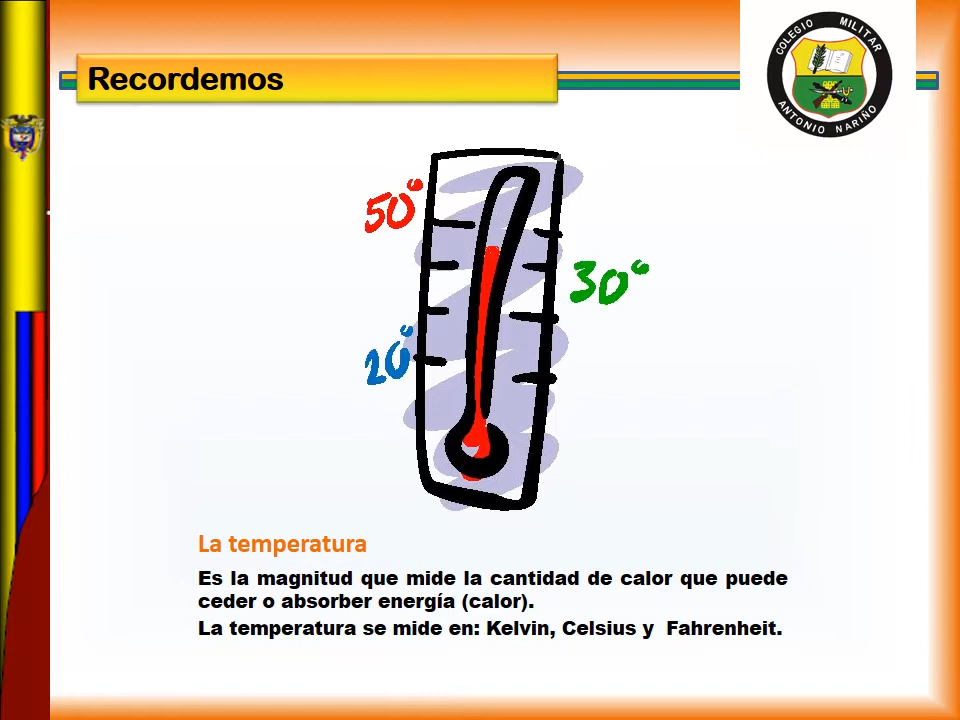 Recordemos
COLEGIO MILITAR
ANTONIO NARIÑO
50°
30°
20°
La temperatura
Es la magnitud que mide la cantidad de calor que puede
ceder o absorber energía (calor).
La temperatura se mide en: Kelvin, Celsius y Fahrenheit.